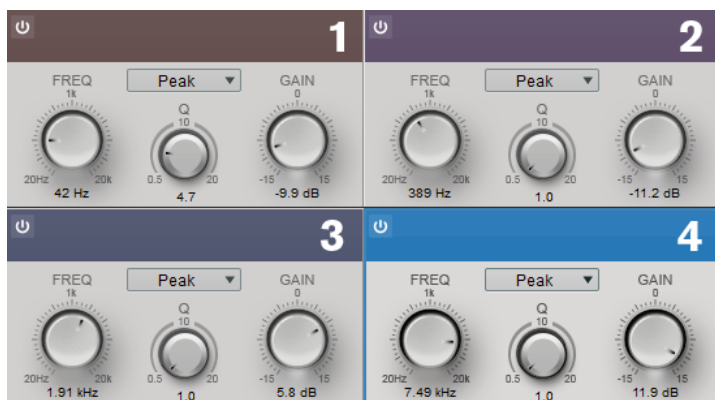 1
FREQ Peak GAIN
1k Q 0
10
20Hz 20k 0.5 20 -15 15
42 Hz 4.7 -9.9 dB
2
FREQ Peak GAIN
1k Q 0
10
20Hz 20k 0.5 20 -15 15
389 Hz 1.0 -11.2 dB
3
FREQ Peak GAIN
1k Q 0
10
20Hz 20k 0.5 20 -15 15
1.91 kHz 1.0 5.8 dB
4
FREQ Peak GAIN
1k Q 0
10
20Hz 20k 0.5 20 -15 15
7.49 kHz 1.0 11.9 dB